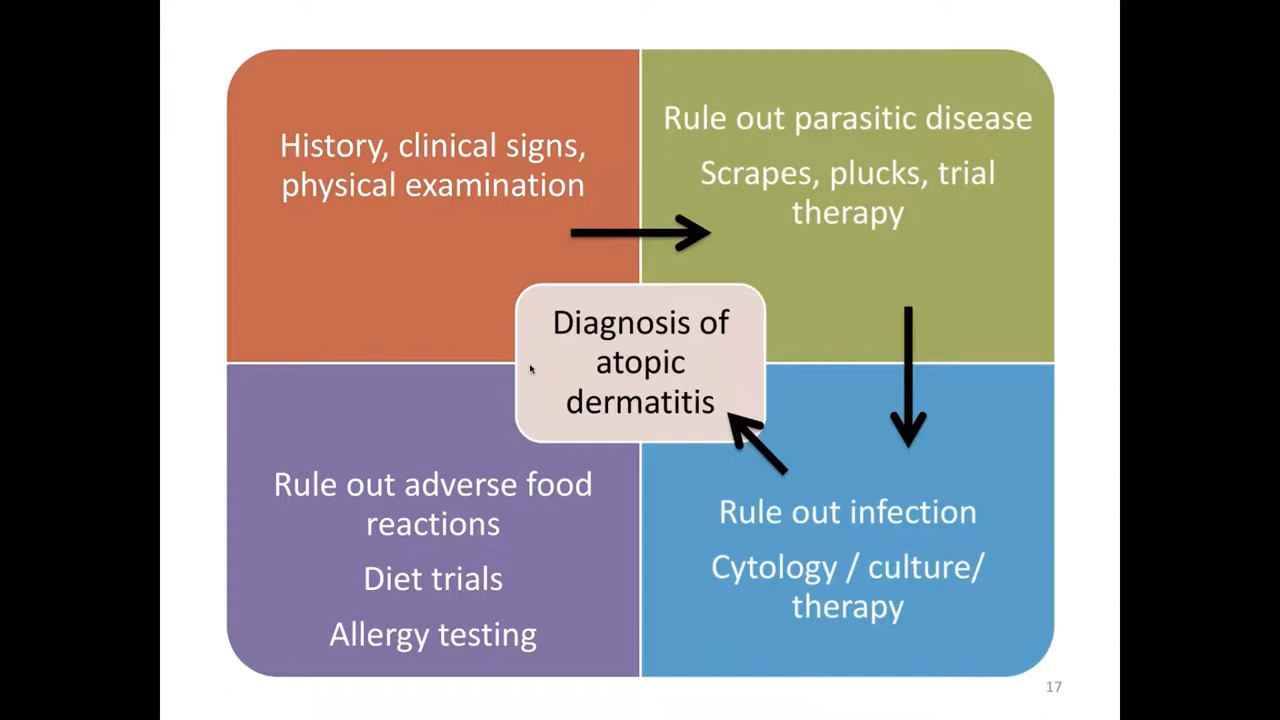 History, clinical signs,
physical examination
Rule out parasitic disease
Scrapes, plucks, trial
therapy
Diagnosis of
atopic
dermatitis
Rule out adverse food
reactions
Diet trials
Allergy testing
Rule out infection
Cytology / culture/
therapy
17